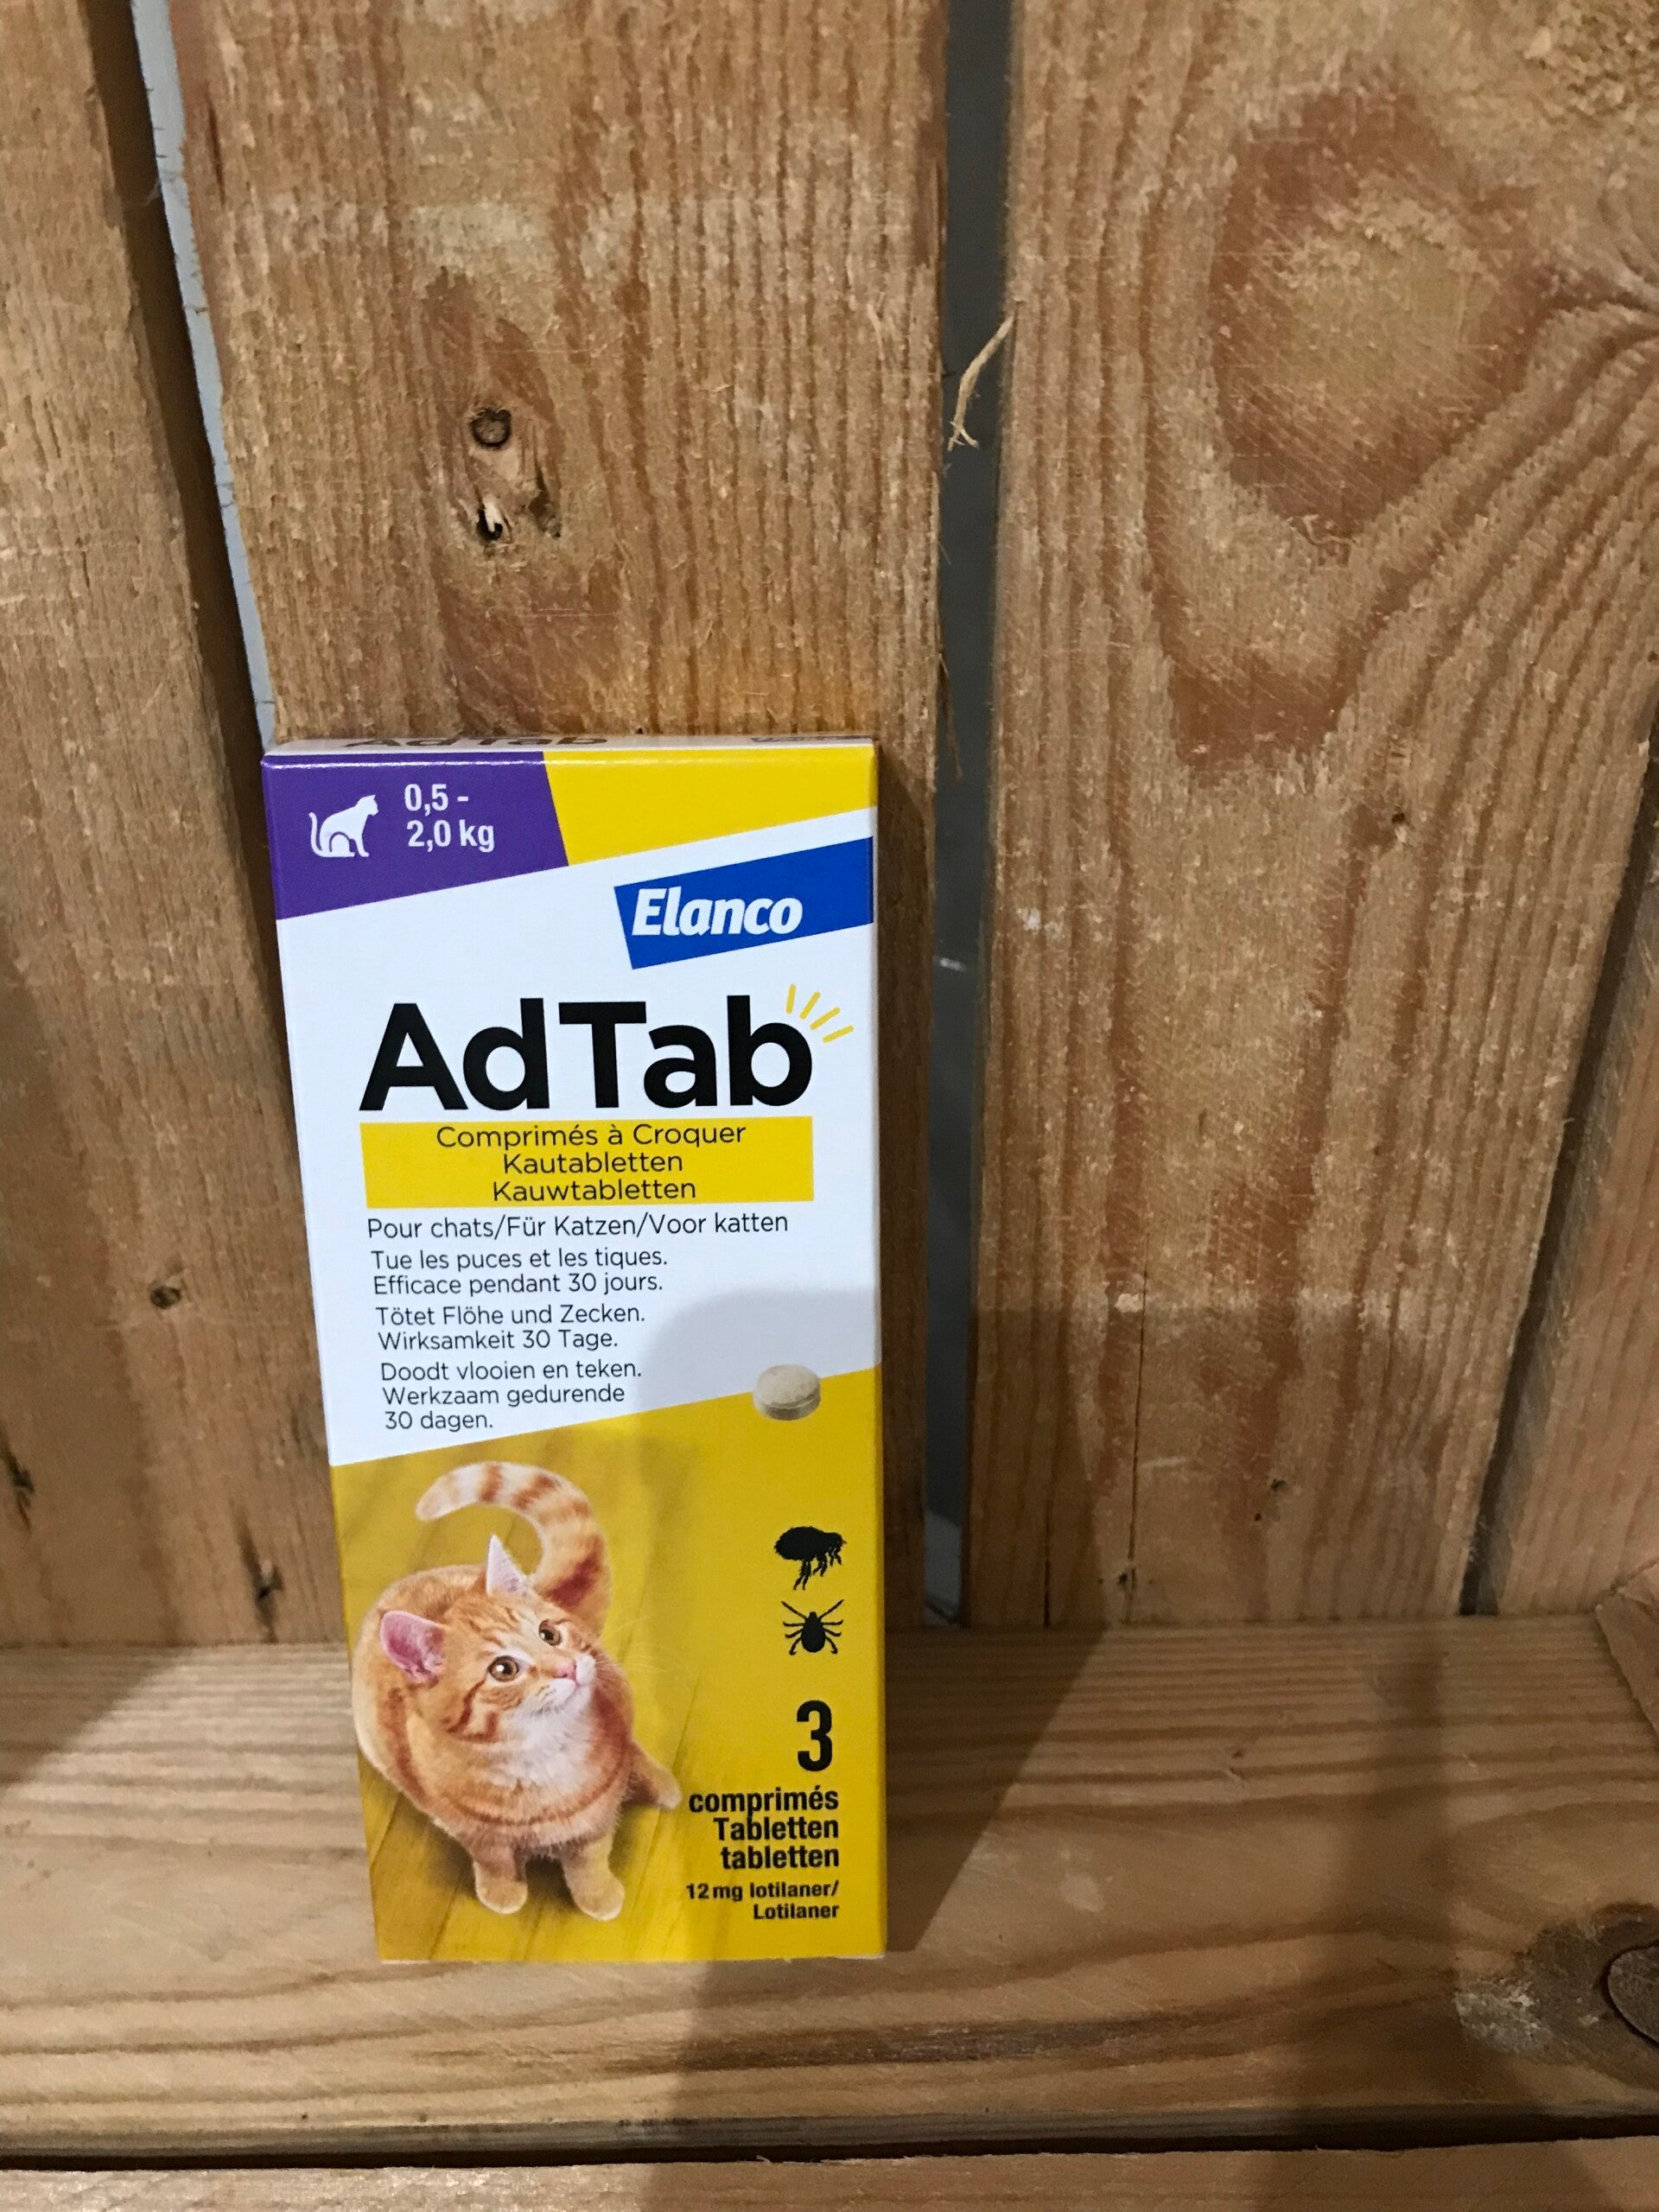 AdTab
0,5 -
2,0 kg
Elanco
AdTab
Comprimés à Croquer
Kautabletten
Kauwtabletten
Pour chats/Für Katzen/Voor katten
Tue les puces et les tiques.
Efficace pendant 30 jours.
Tötet Flöhe und Zecken.
Wirksamkeit 30 Tage.
Doodt vlooien en teken.
Werkzaam gedurende
30 dagen.
3
comprimés
Tabletten
tabletten
12 mg lotilaner/
Lotilaner